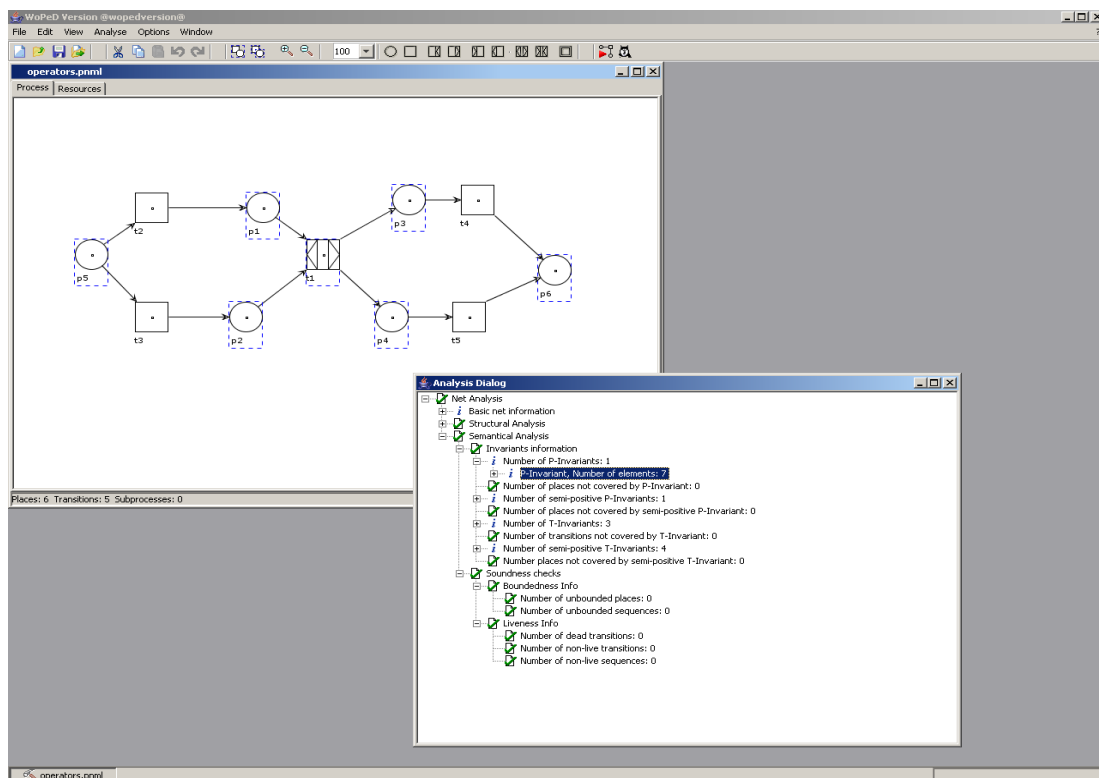 WoPeD Version @wopedversion@
File Edit View Analyse Options Window ?
100
operators.pnml
Process Resources
t2 p1 p3 t4
p5 t1 p6
t3 p2 p4 t5
Places: 6 Transitions: 5 Subprocesses: 0
Analysis Dialog
Net Analysis
i Basic net information
Structural Analysis
Semantical Analysis
Invariants information
i Number of P-Invariants: 1
i P-Invariant, Number of elements: 7
Number of places not covered by P-Invariant: 0
i Number of semi-positive P-Invariants: 1
Number of places not covered by semi-positive P-Invariant: 0
i Number of T-Invariants: 3
Number of transitions not covered by T-Invariant: 0
i Number of semi-positive T-Invariants: 4
Number places not covered by semi-positive T-Invariant: 0
Soundness checks
Boundedness Info
Number of unbounded places: 0
Number of unbounded sequences: 0
Liveness Info
Number of dead transitions: 0
Number of non-live transitions: 0
Number of non-live sequences: 0
operators.pnml